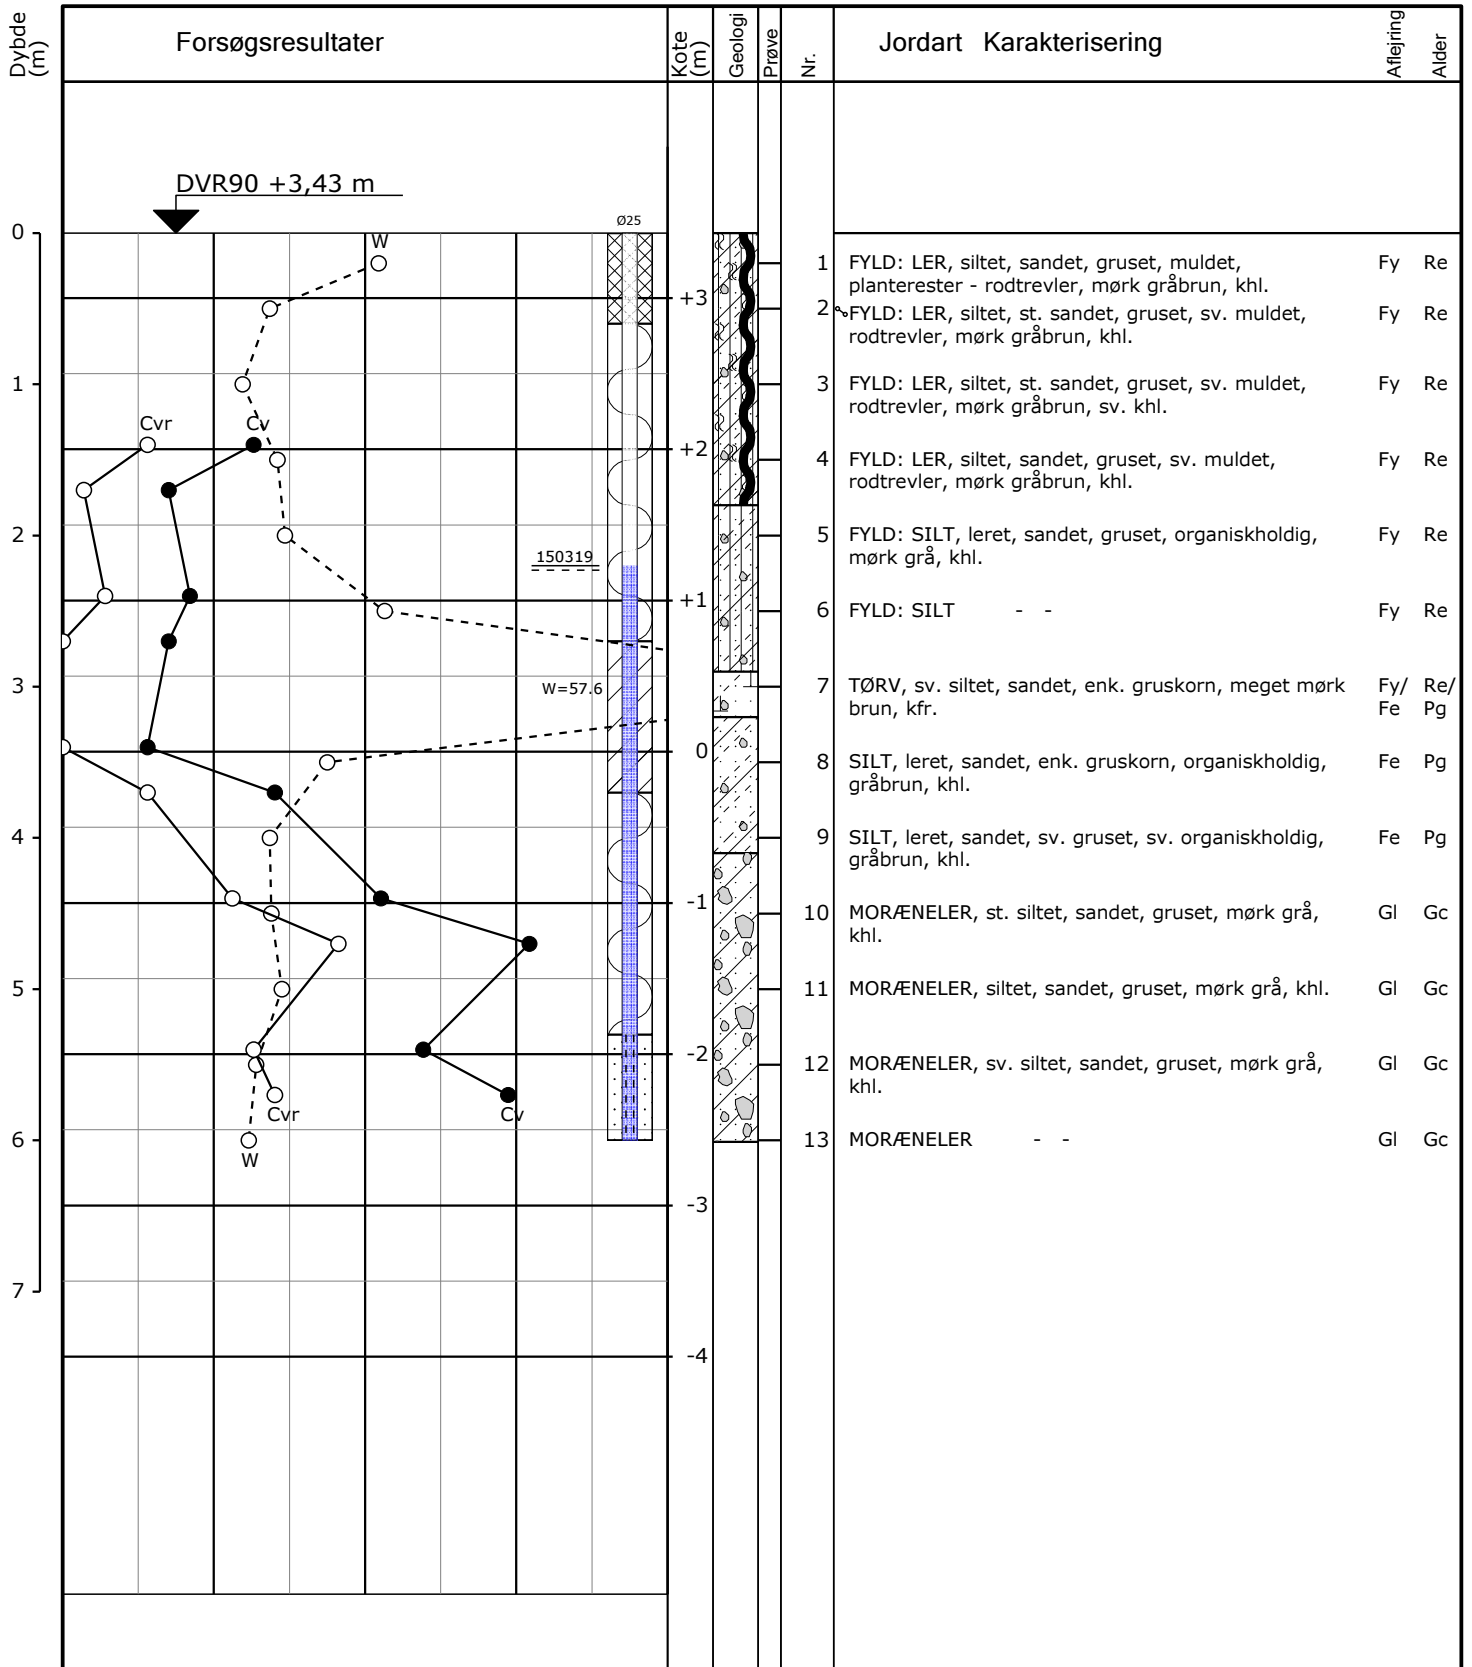 Dybde
(m)
Forsøgsresultater
Kote
(m)
Geologi
Prøve
Nr.
Jordart Karakterisering
Aflejring
Alder
DVR90 +3,43 m
Ø25
0
1
2
3
4
5
6
7
W
Cvr
Cv
150319
W=57.6
Cvr
Cv
W
+3
+2
+1
0
-1
-2
-3
-4
1 FYLD: LER, siltet, sandet, gruset, muldet, Fy Re
planterester - rodtrevler, mørk gråbrun, khl.
2 FYLD: LER, siltet, st. sandet, gruset, sv. muldet, Fy Re
rodtrevler, mørk gråbrun, khl.
3 FYLD: LER, siltet, st. sandet, gruset, sv. muldet, Fy Re
rodtrevler, mørk gråbrun, sv. khl.
4 FYLD: LER, siltet, sandet, gruset, sv. muldet, Fy Re
rodtrevler, mørk gråbrun, khl.
5 FYLD: SILT, leret, sandet, gruset, organiskholdig, Fy Re
mørk grå, khl.
6 FYLD: SILT - - Fy Re
7 TØRV, sv. siltet, sandet, enk. gruskorn, meget mørk Fy/ Re/
brun, kfr. Fe Pg
8 SILT, leret, sandet, enk. gruskorn, organiskholdig, Fe Pg
gråbrun, khl.
9 SILT, leret, sandet, sv. gruset, sv. organiskholdig, Fe Pg
gråbrun, khl.
10 MORÆNELER, st. siltet, sandet, gruset, mørk grå, Gl Gc
khl.
11 MORÆNELER, siltet, sandet, gruset, mørk grå, khl. Gl Gc
12 MORÆNELER, sv. siltet, sandet, gruset, mørk grå, Gl Gc
khl.
13 MORÆNELER - - Gl Gc